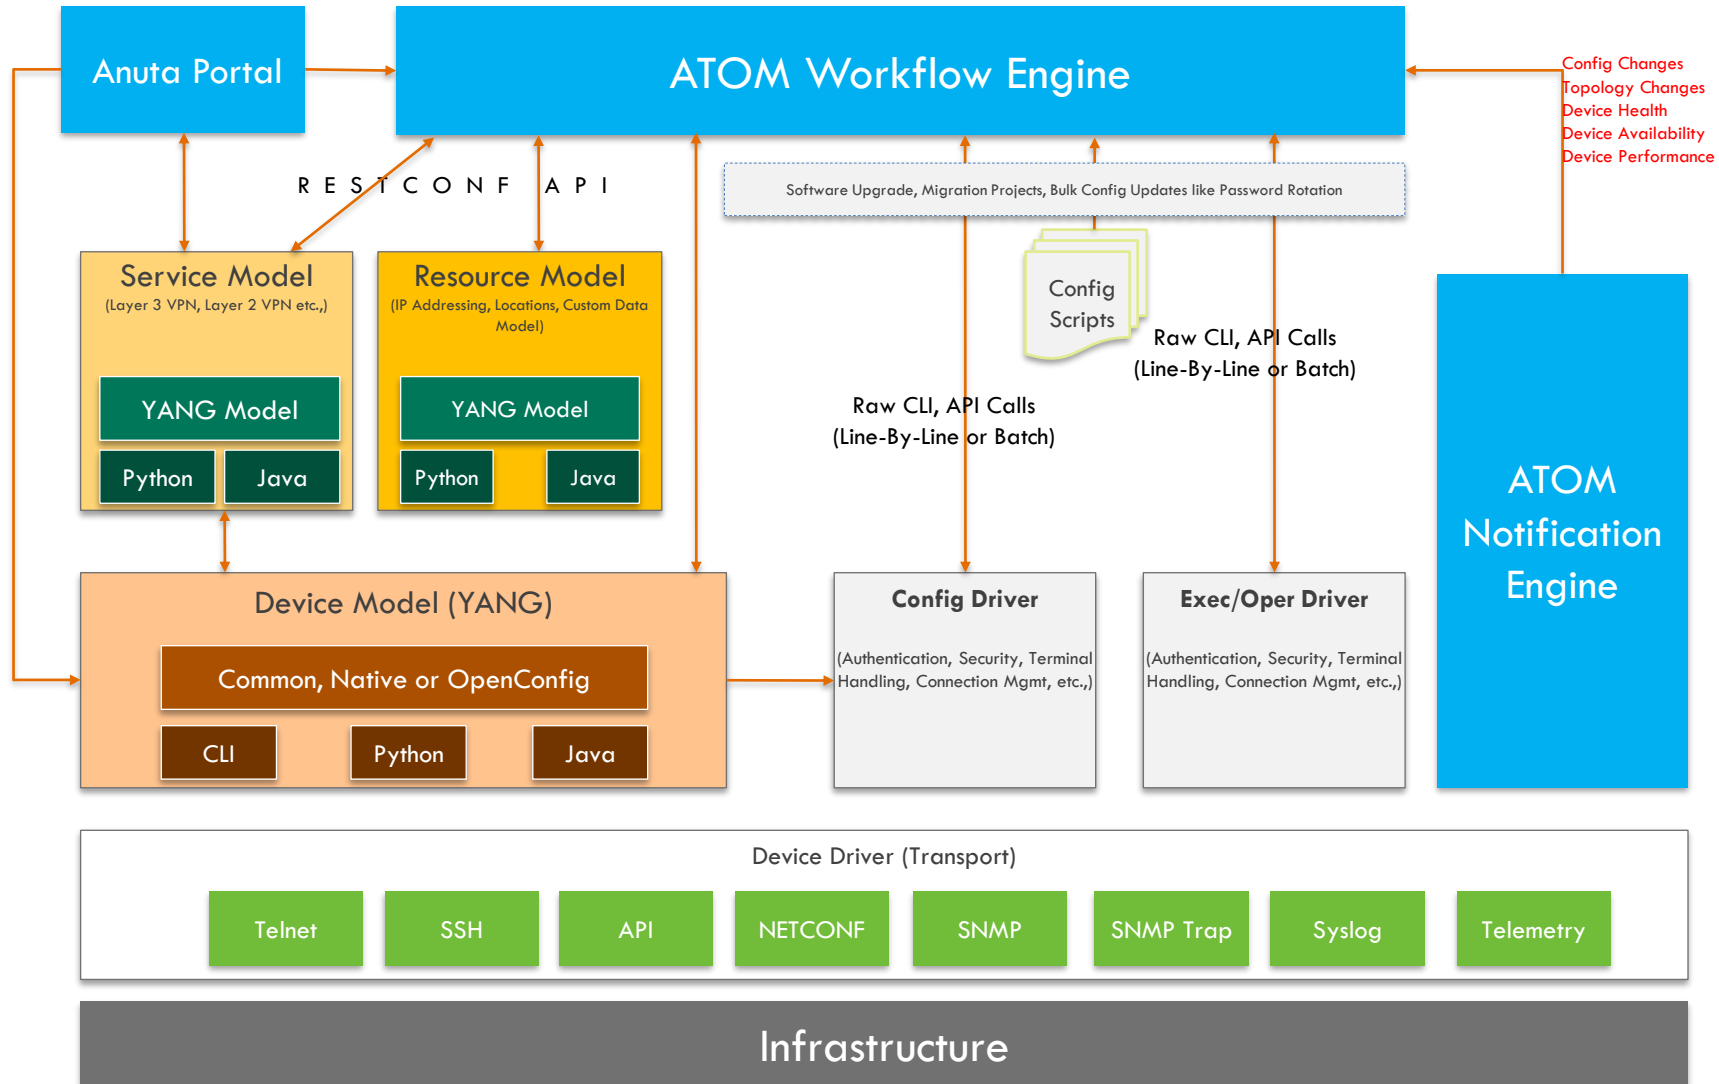 Anuta Portal
ATOM Workflow Engine
Config Changes
Topology Changes
Device Health
Device Availability
Device Performance
RESTCONF API
Software Upgrade, Migration Projects, Bulk Config Updates like Password Rotation
Service Model
(Layer 3 VPN, Layer 2 VPN etc.,)
YANG Model
Python
Java
Resource Model
(IP Addressing, Locations, Custom Data
Model)
YANG Model
Python
Java
Config
Scripts
Raw CLI, API Calls
(Line-By-Line or Batch)
Raw CLI, API Calls
(Line-By-Line or Batch)
ATOM
Notification
Engine
Device Model (YANG)
Common, Native or OpenConfig
CLI
Python
Java
Config Driver
(Authentication, Security, Terminal
Handling, Connection Mgmt, etc.,)
Exec/Oper Driver
(Authentication, Security, Terminal
Handling, Connection Mgmt, etc.,)
Device Driver (Transport)
Telnet
SSH
API
NETCONF
SNMP
SNMP Trap
Syslog
Telemetry
Infrastructure